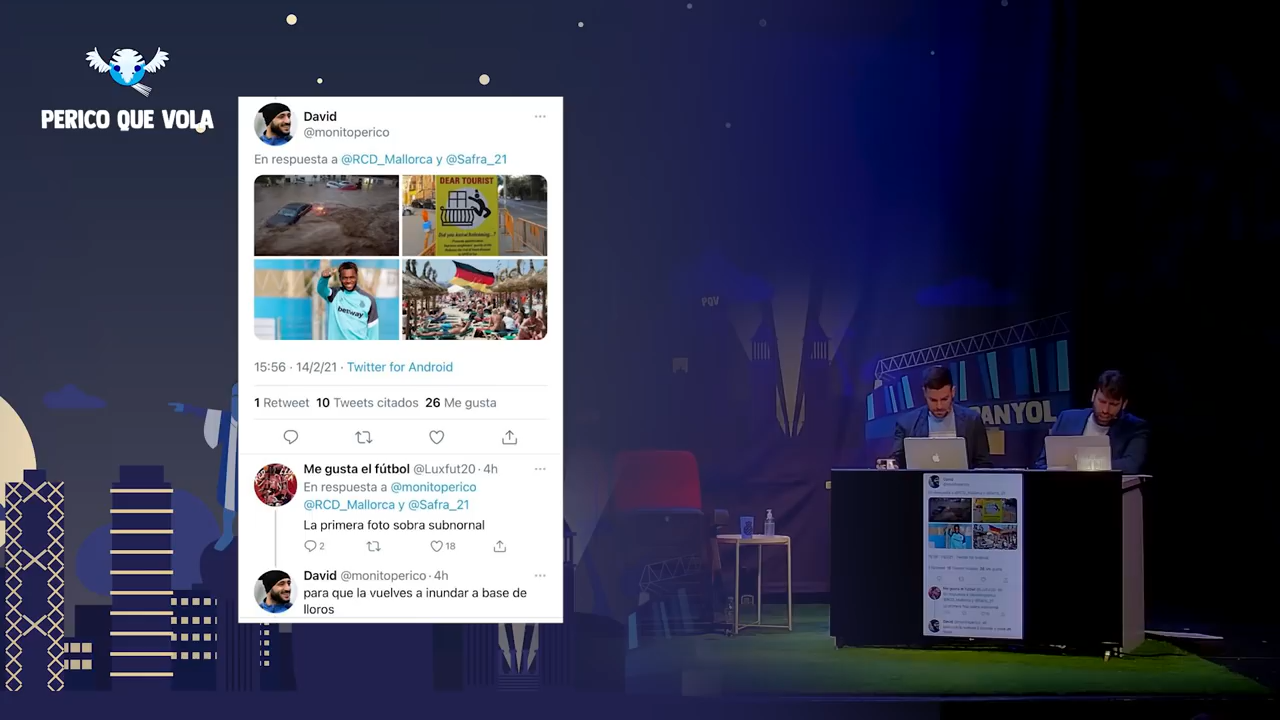 PERICO QUE VOLA
David
@monitoperico
En respuesta a @RCD_Mallorca y @Safra_21
DEAR TOURIST
betway
15:56 · 14/2/21 · Twitter for Android
1 Retweet 10 Tweets citados 26 Me gusta
Me gusta el fútbol @Luxfut20 · 4h
En respuesta a @monitoperico
@RCD_Mallorca y @Safra_21
La primera foto sobra subnornal
2
18
David @monitoperico · 4h
para que la vuelves a inundar a base de
lloros
PQV
PANYOL